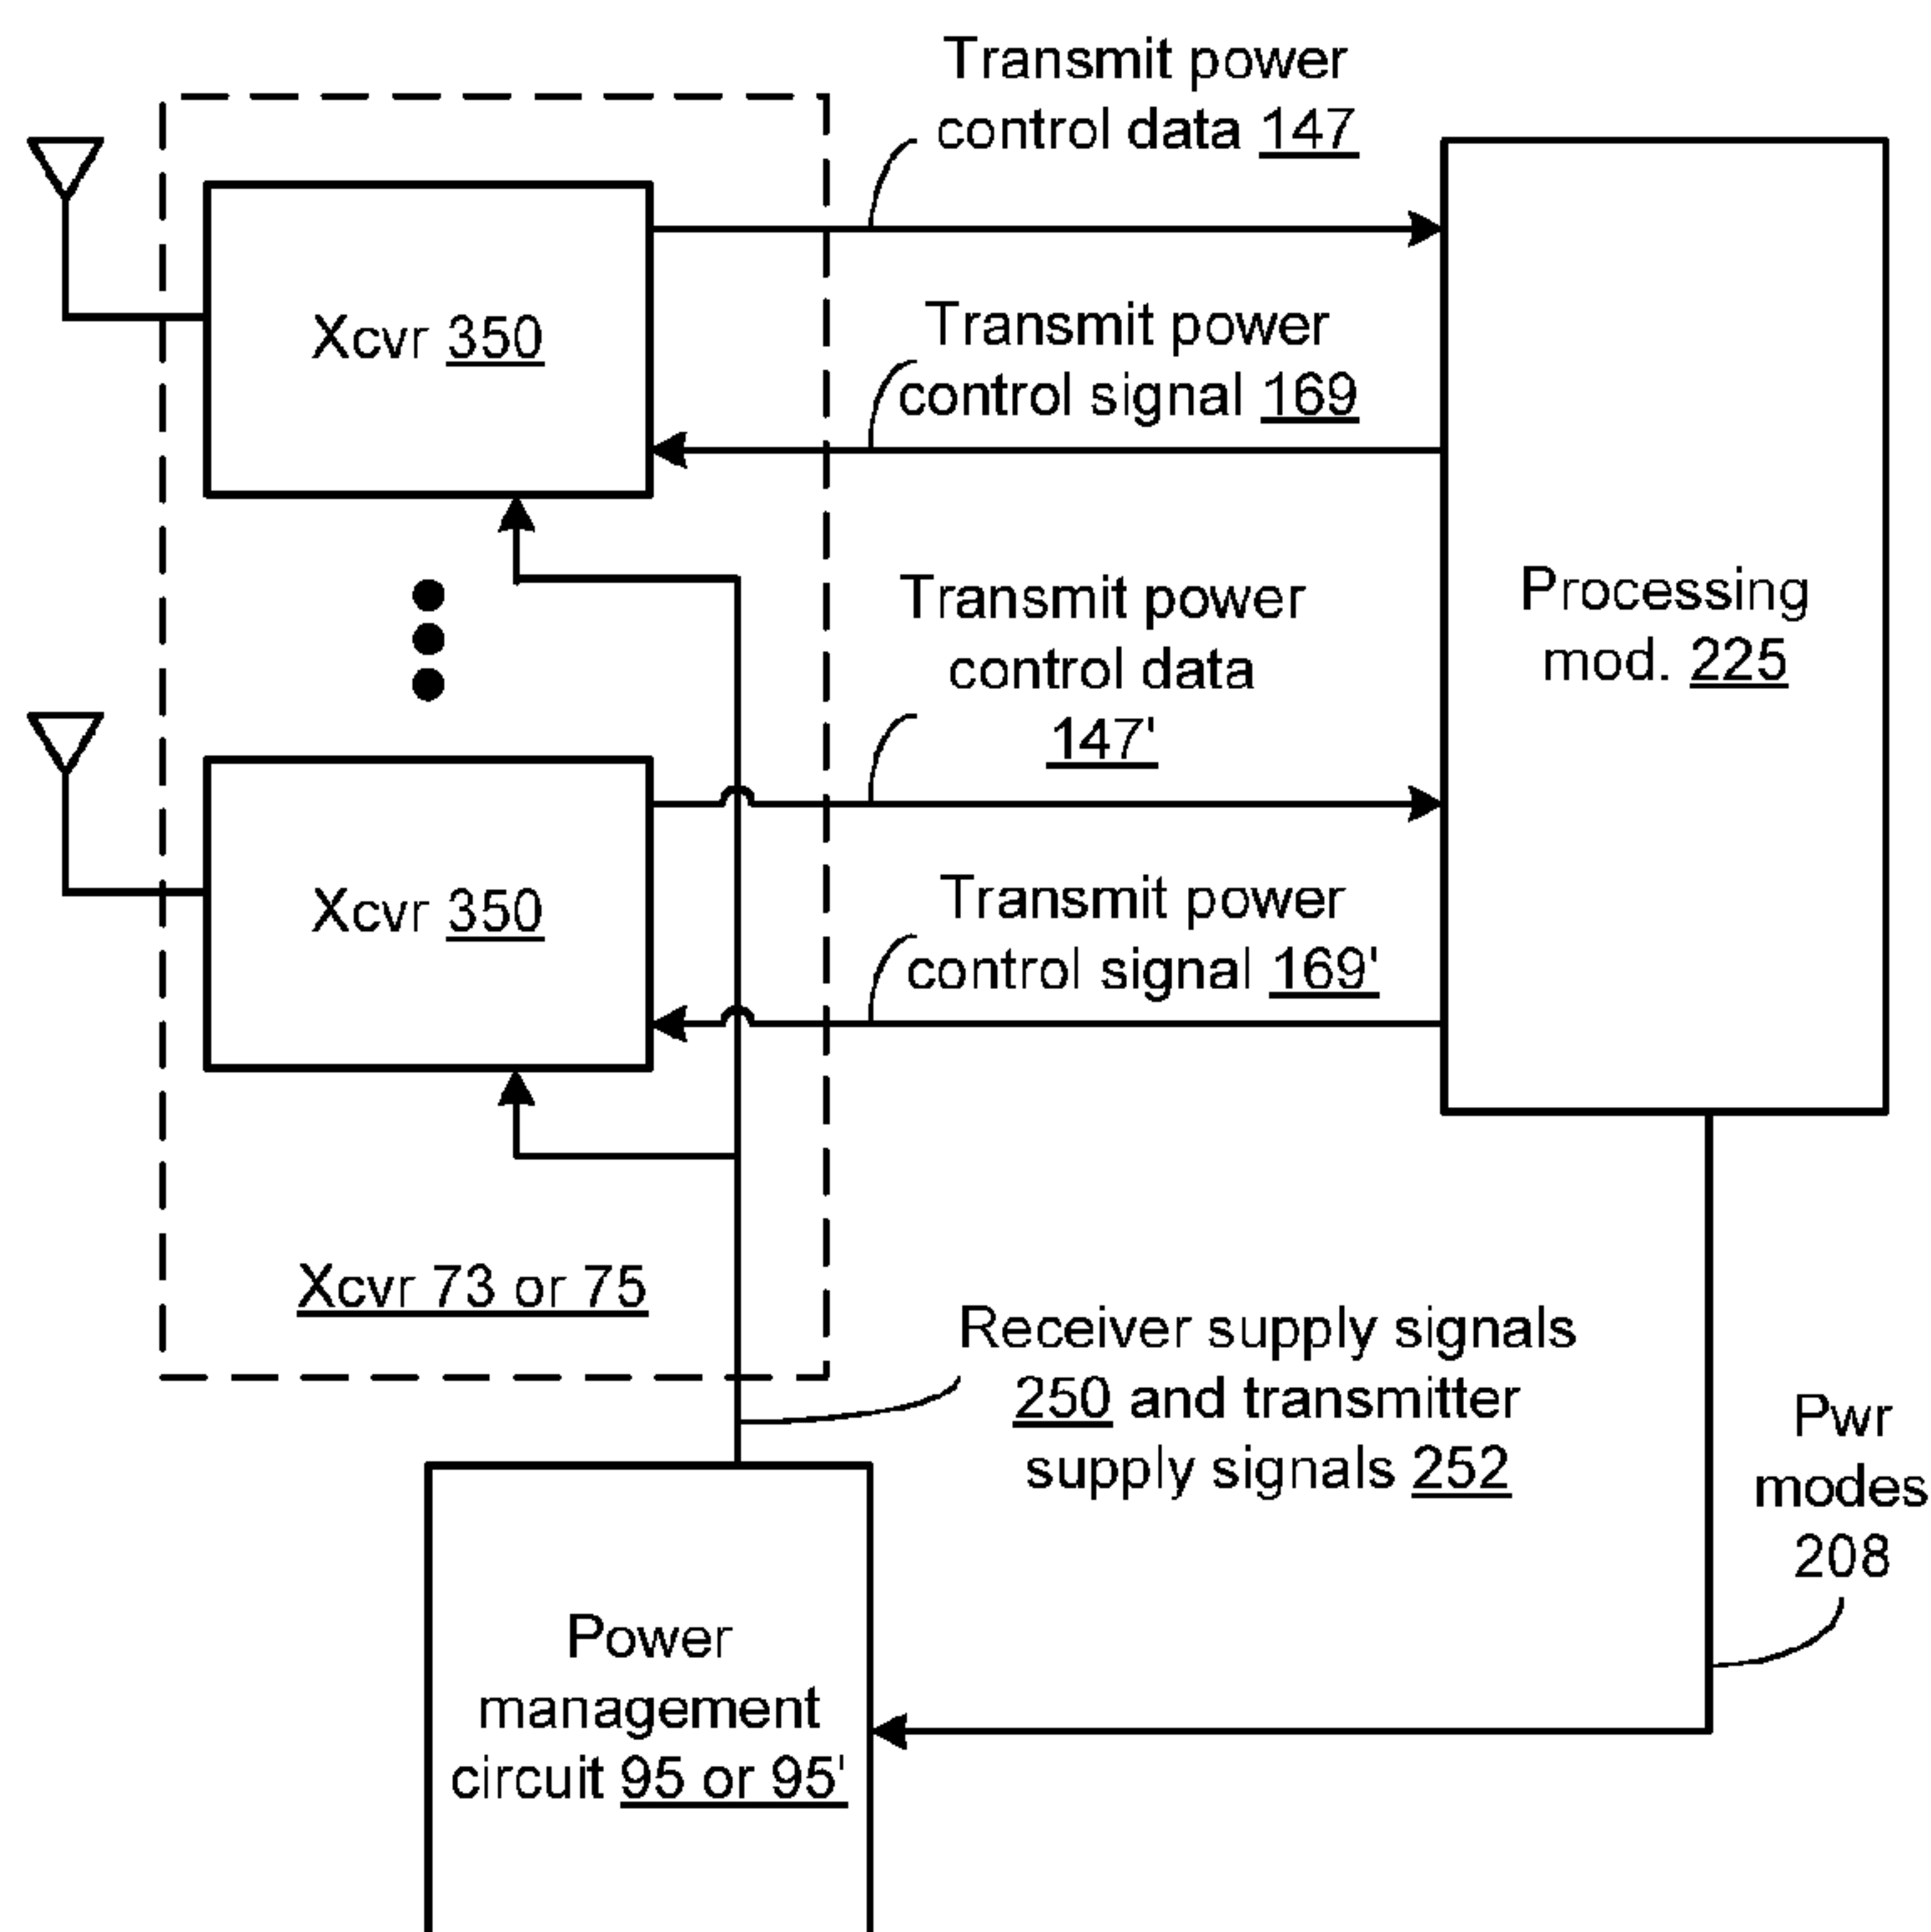 Transmit power
control data 147
Xcvr 350
Transmit power
control signal 169
Transmit power
control data
147'
Processing
mod. 225
Xcvr 350
Transmit power
control signal 169'
Xcvr 73 or 75
Receiver supply signals
250 and transmitter
supply signals 252
Pwr
modes
208
Power
management
circuit 95 or 95'